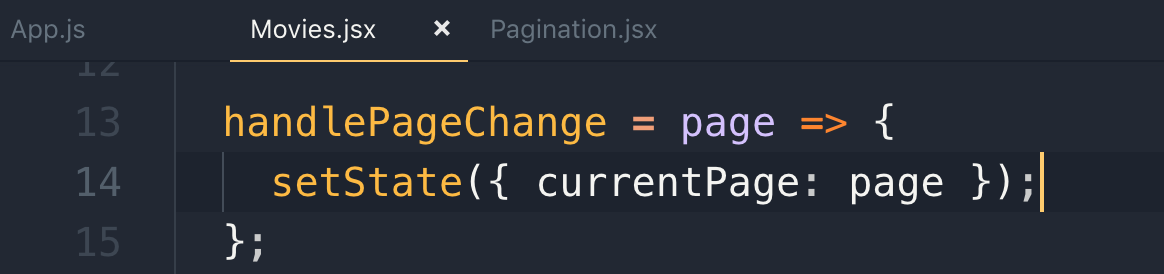 App.js Movies.jsx × Pagination.jsx
12
13 handlePageChange = page => {
14 setState({ currentPage: page });
15 };